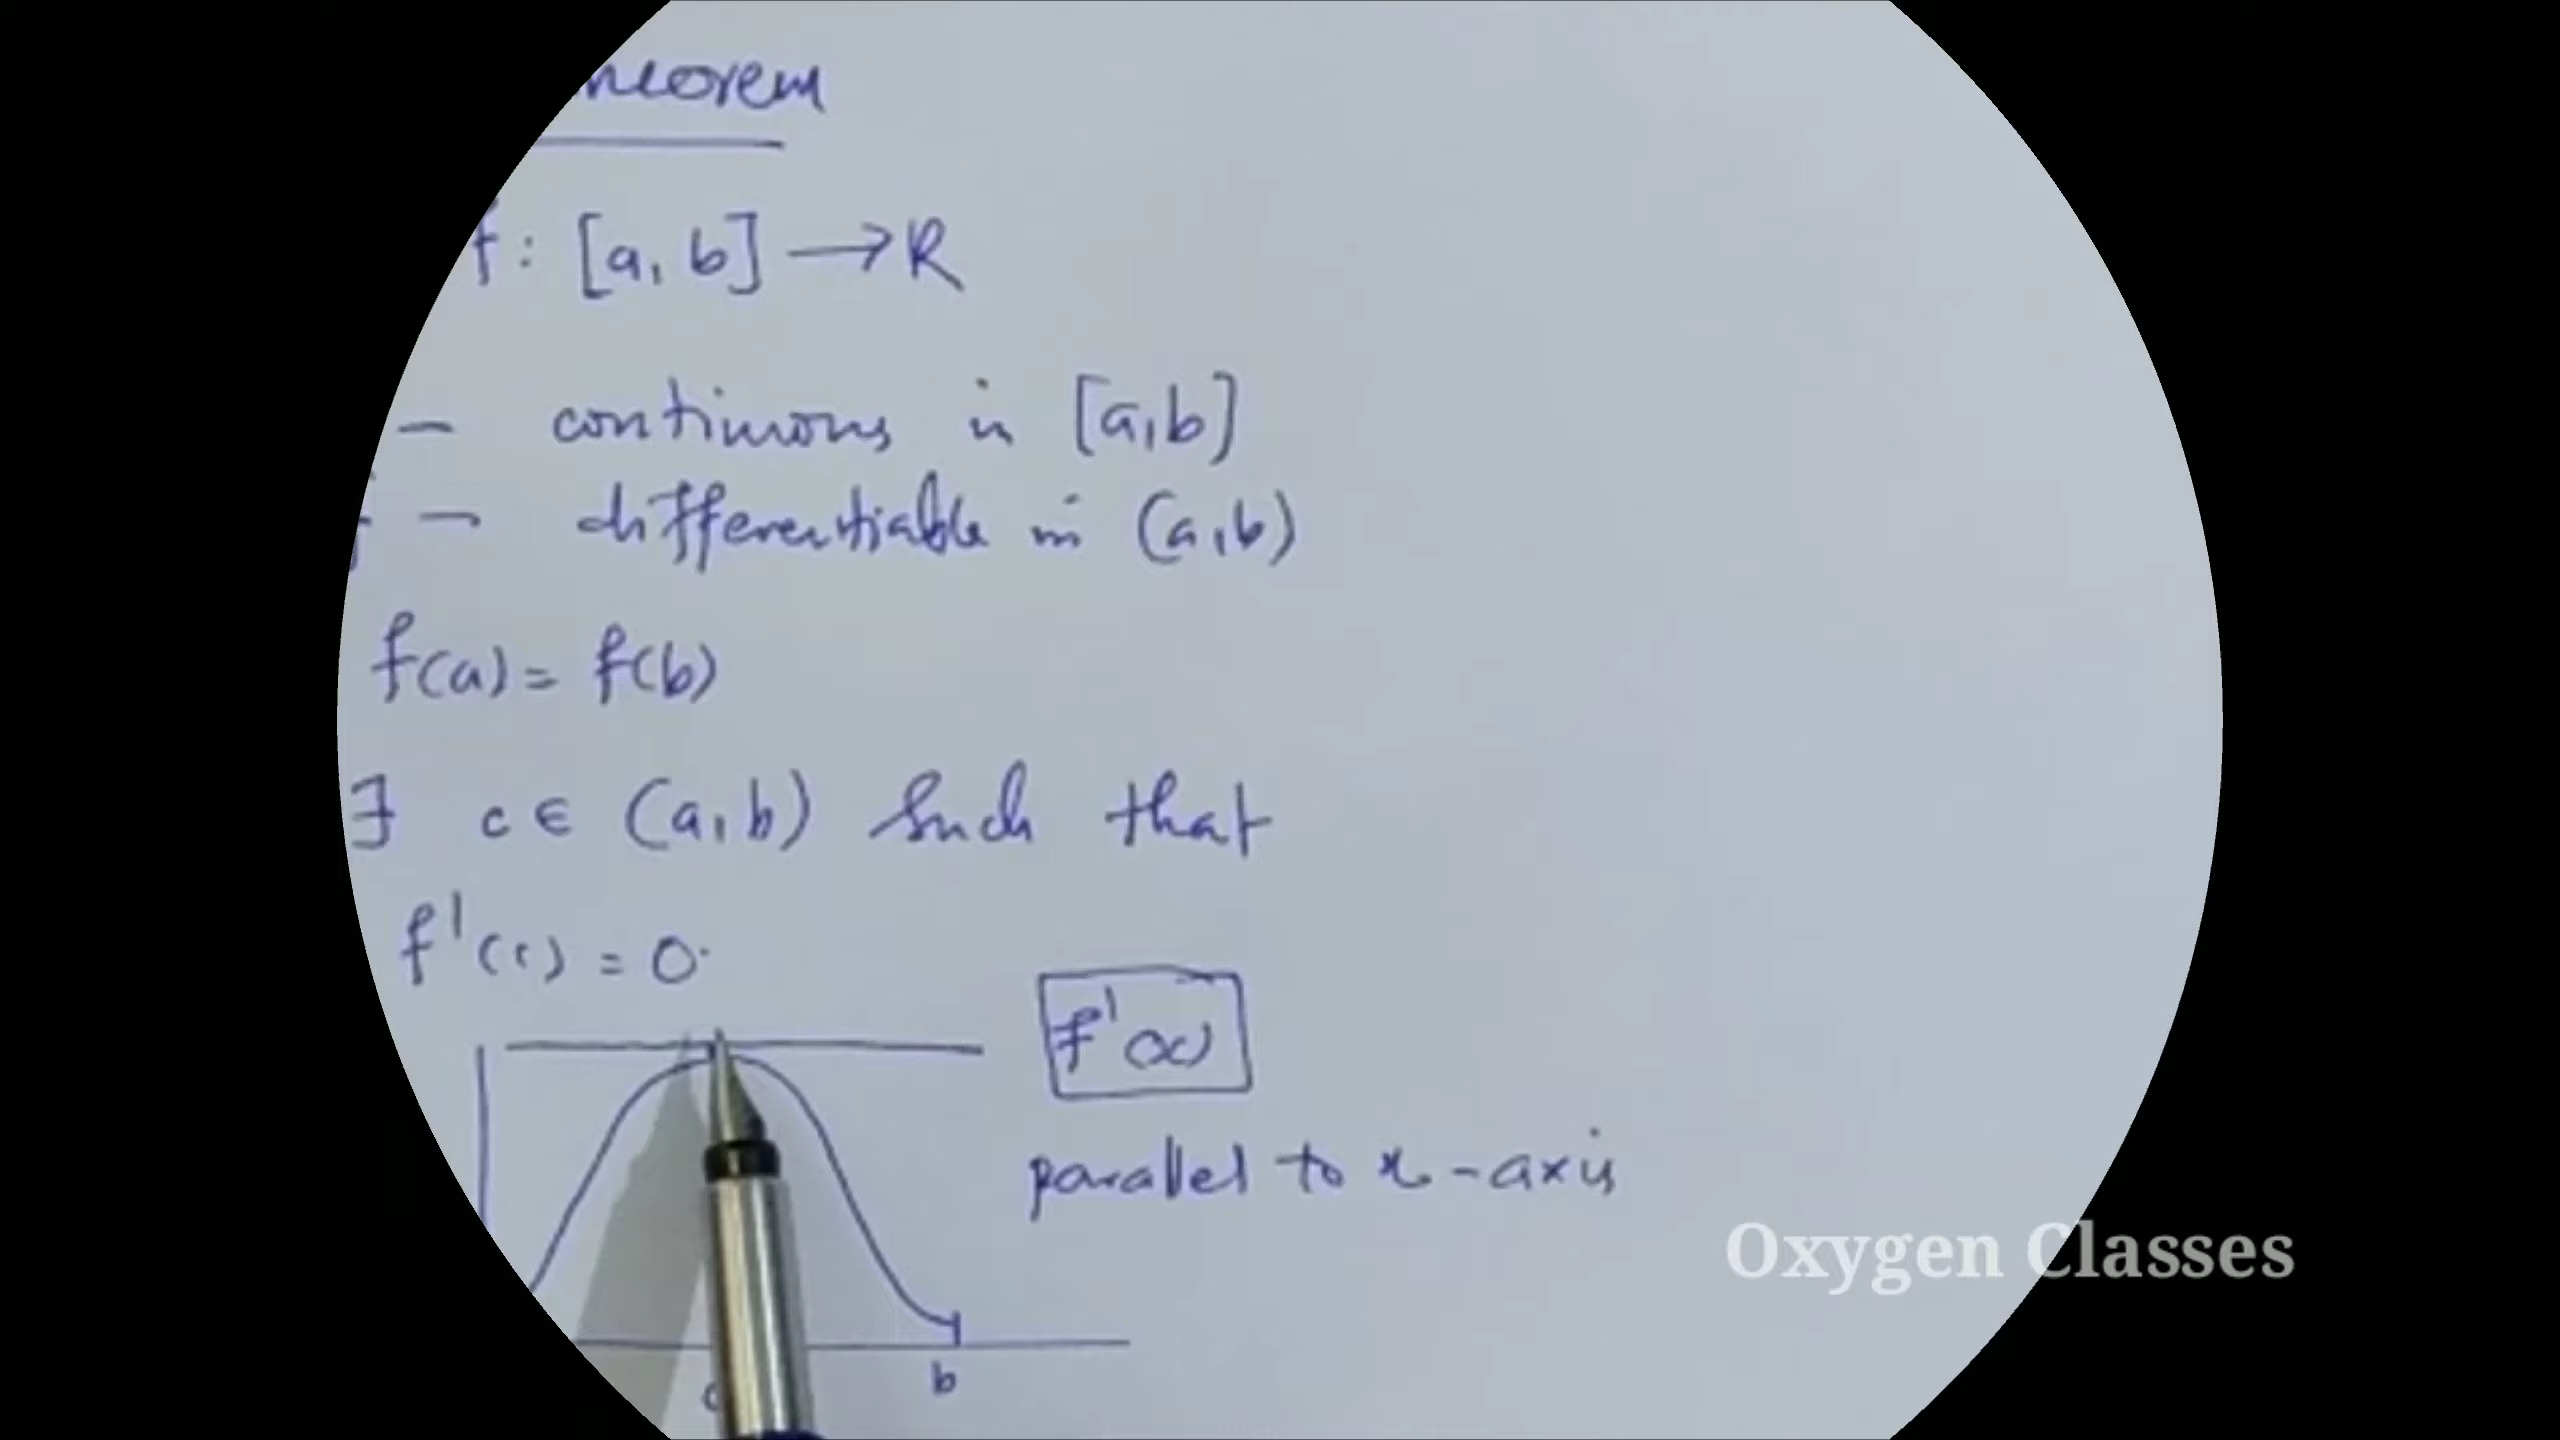 f: [a, b] → R
— continuous in [a,b]
— differentiable in (a,b)
f(a) = f(b)
∃ c ∈ (a,b) such that
f'(c) = 0.
f'(x)
parallel to x-axis
Oxygen Classes
b